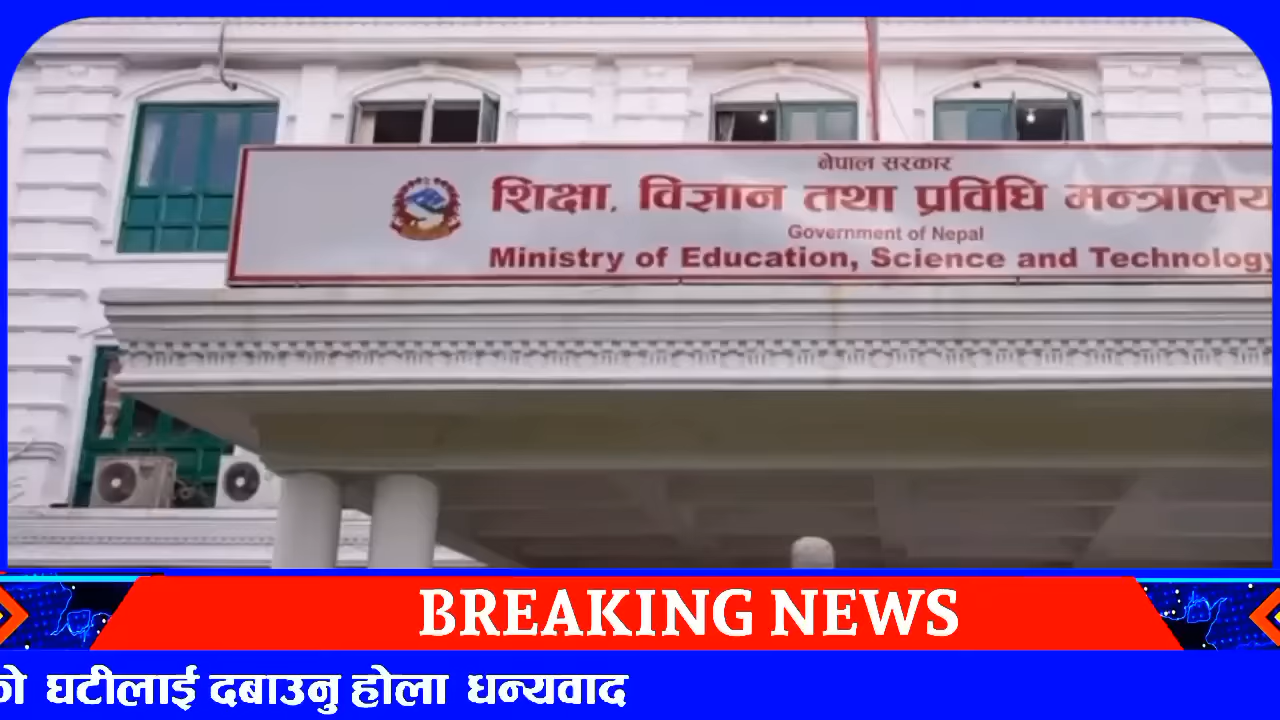 नेपाल सरकार
शिक्षा, विज्ञान तथा प्रविधि मन्त्रालय
Government of Nepal
Ministry of Education, Science and Technology
BREAKING NEWS
को घटीलाई दबाउनु होला धन्यवाद